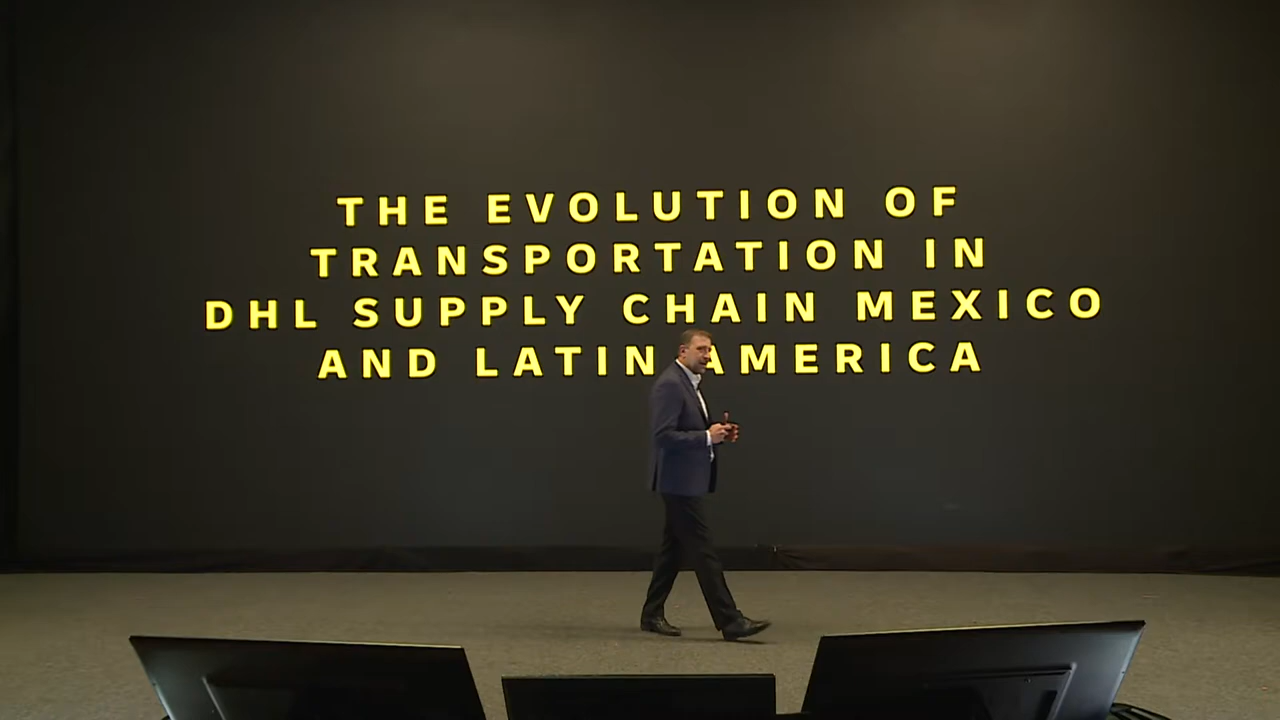 THE EVOLUTION OF
TRANSPORTATION IN
DHL SUPPLY CHAIN MEXICO
AND LATIN AMERICA